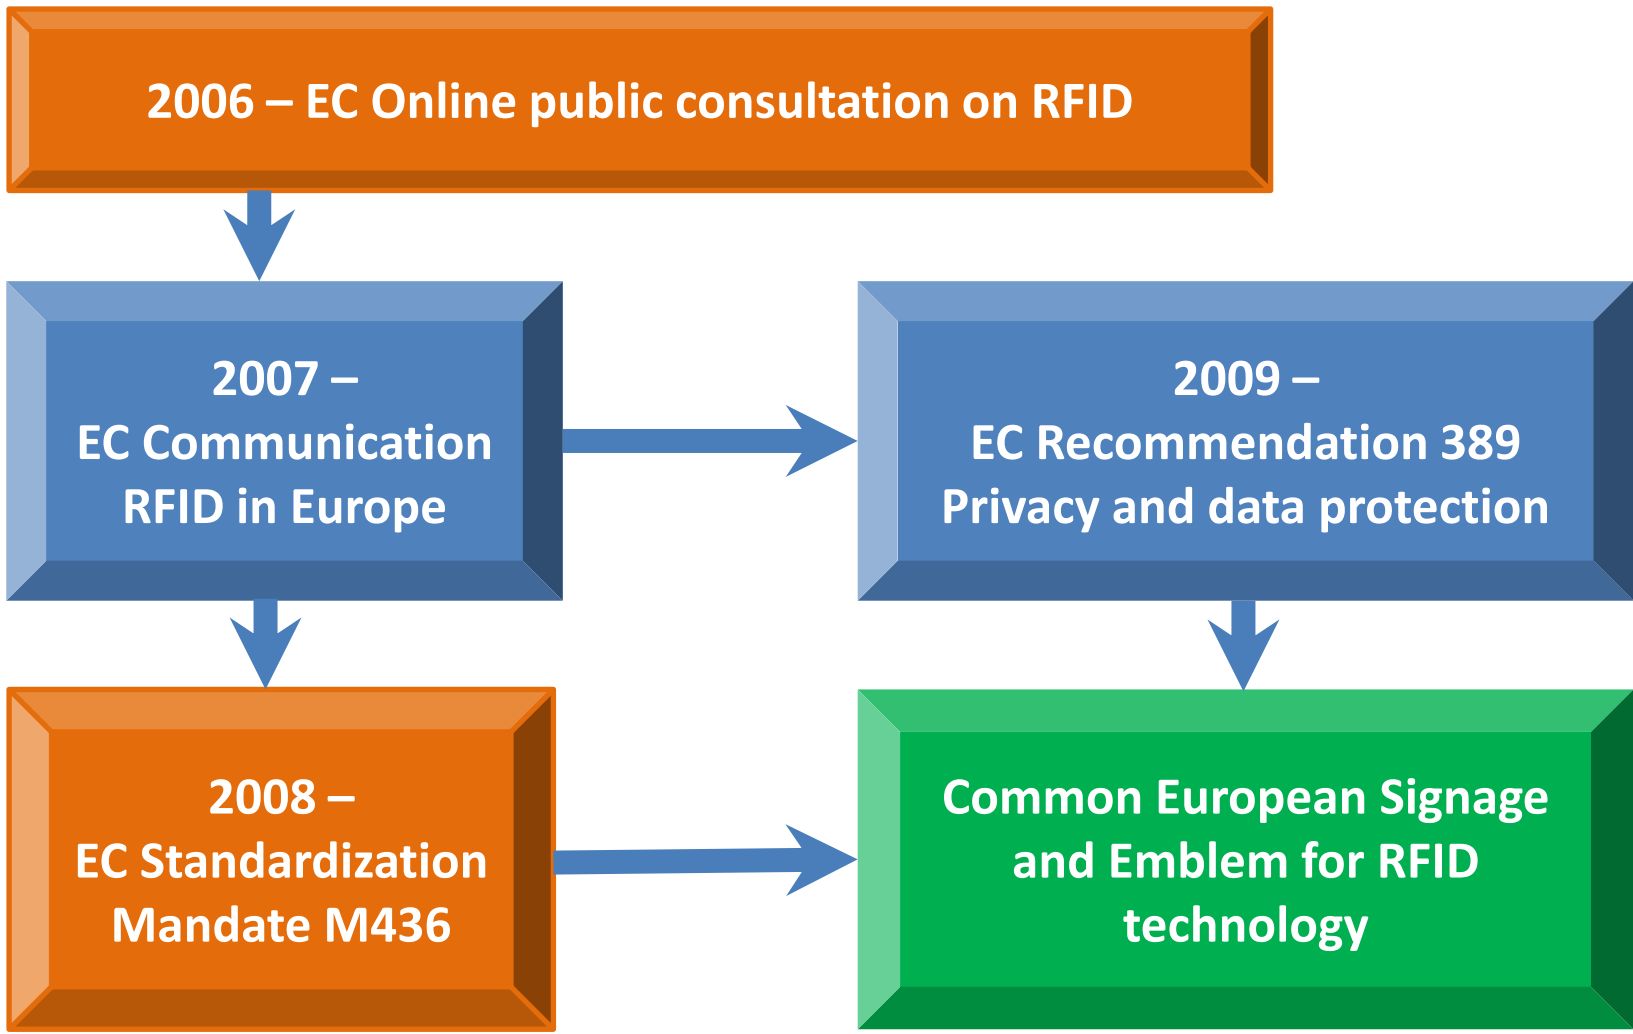 2006 – EC Online public consultation on RFID
2007 –
EC Communication
RFID in Europe
2009 –
EC Recommendation 389
Privacy and data protection
2008 –
EC Standardization
Mandate M436
Common European Signage
and Emblem for RFID
technology